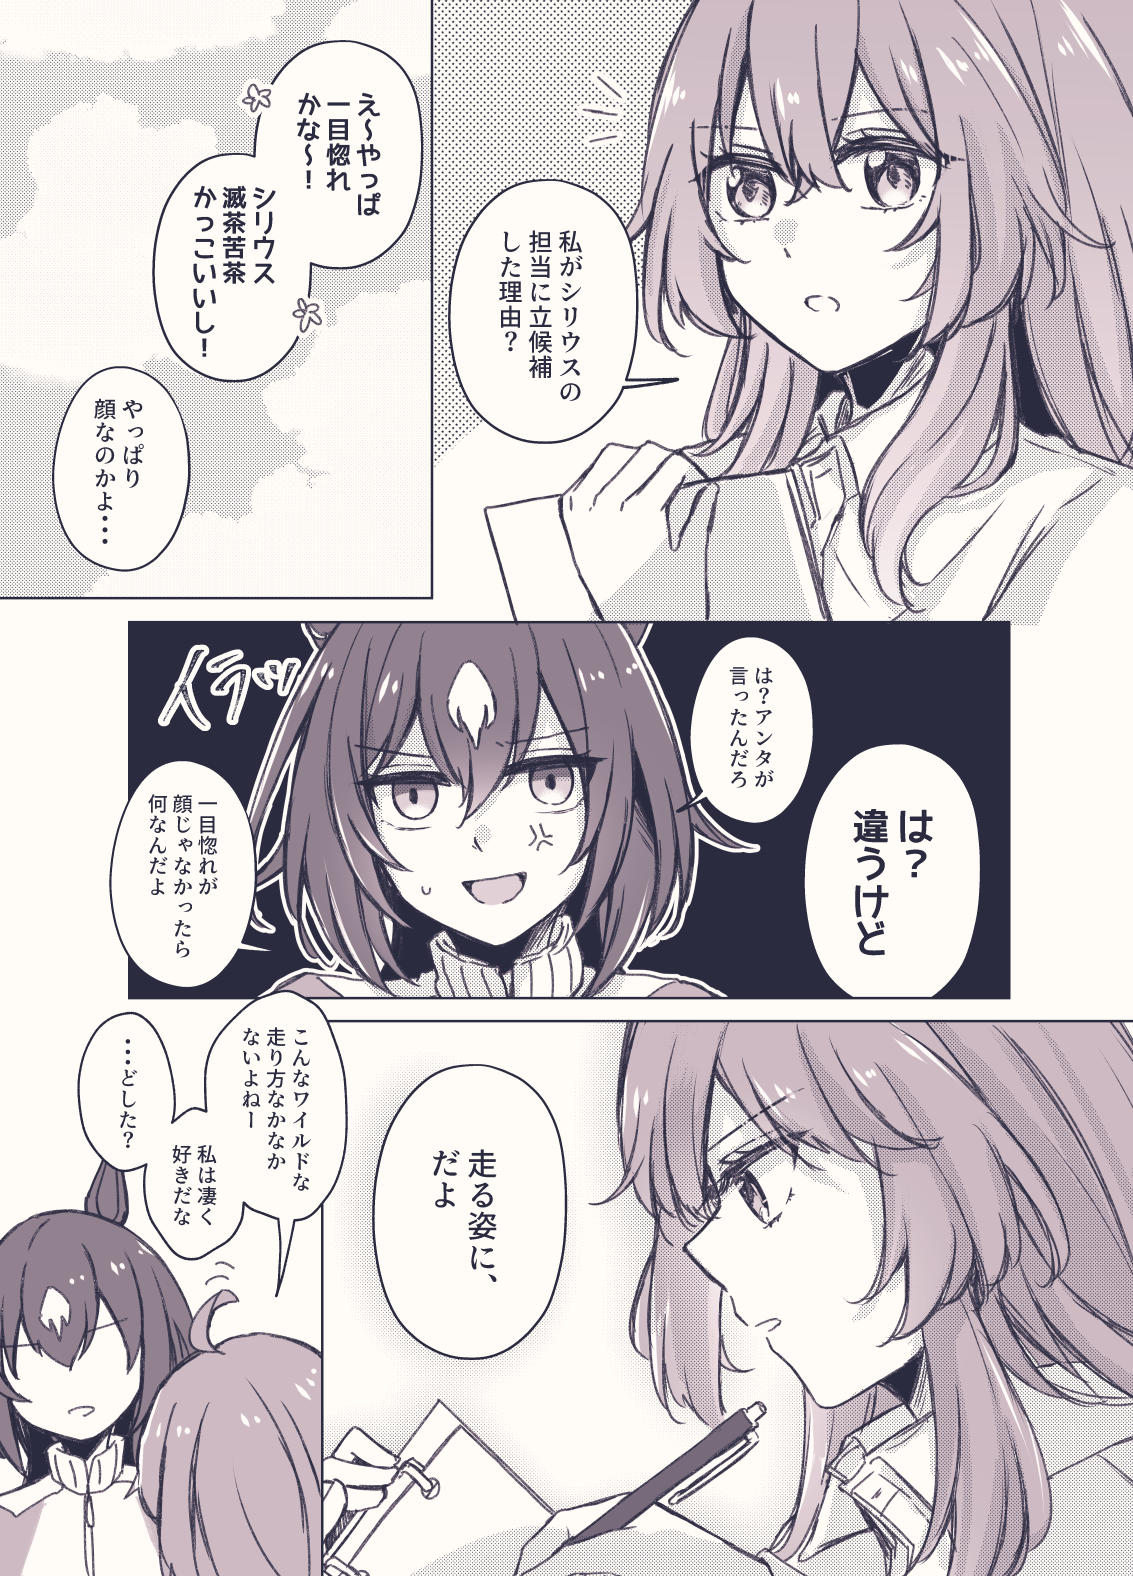 私がシリウスの
担当に立候補
した理由？
え〜やっぱ
一目惚れ
かな〜！
シリウス
滅茶苦茶
かっこいいし！
やっぱり
顔なのかよ・・・
は？
違うけど
は？アンタが
言ったんだろ
イラッ
一目惚れが
顔じゃなかったら
何なんだよ
走る姿に、
だよ
こんなワイルドな
走り方なかなか
ないよねー
私は凄く
好きだな
・・・どした？